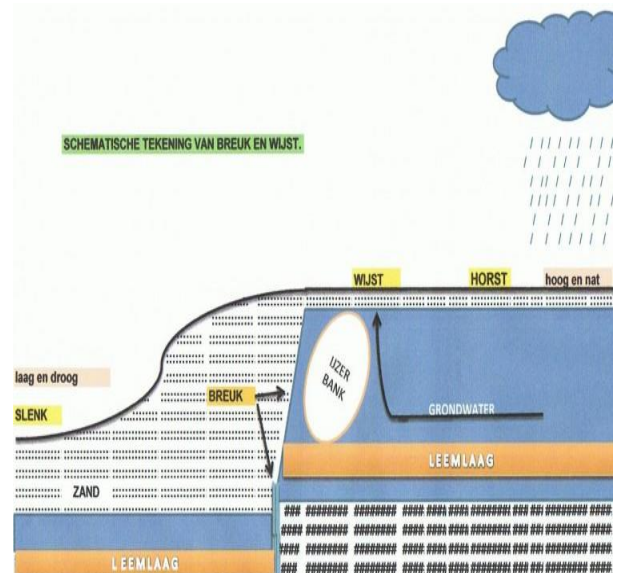 SCHEMATISCHE TEKENING VAN BREUK EN WIJST.
WIJST
HORST
hoog en nat
laag en droog
SLENK
BREUK
IJZER
BANK
GRONDWATER
LEEMLAAG
ZAND
LEEMLAAG